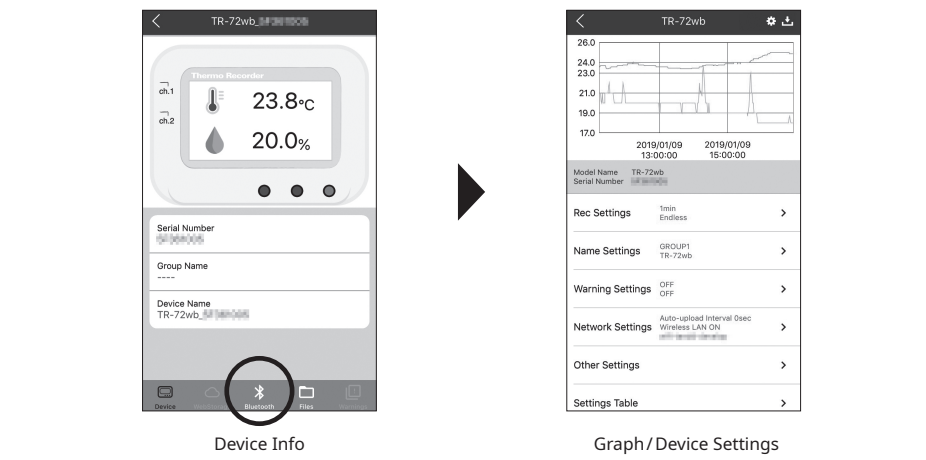 TR-72wb_
ch.1
ch.2
Thermo Recorder
23.8°C
20.0%
Serial Number
Group Name
----
Device Name
TR-72wb_
Device
Bluetooth
Files
Device Info
TR-72wb
26.0
24.0
23.0
21.0
19.0
17.0
2019/01/09 2019/01/09
13:00:00 15:00:00
Model Name TR-72wb
Serial Number
Rec Settings 1min
Endless
Name Settings GROUP1
TR-72wb
Warning Settings OFF
OFF
Network Settings Auto-upload Interval 0sec
Wireless LAN ON
Other Settings
Settings Table
Graph/Device Settings